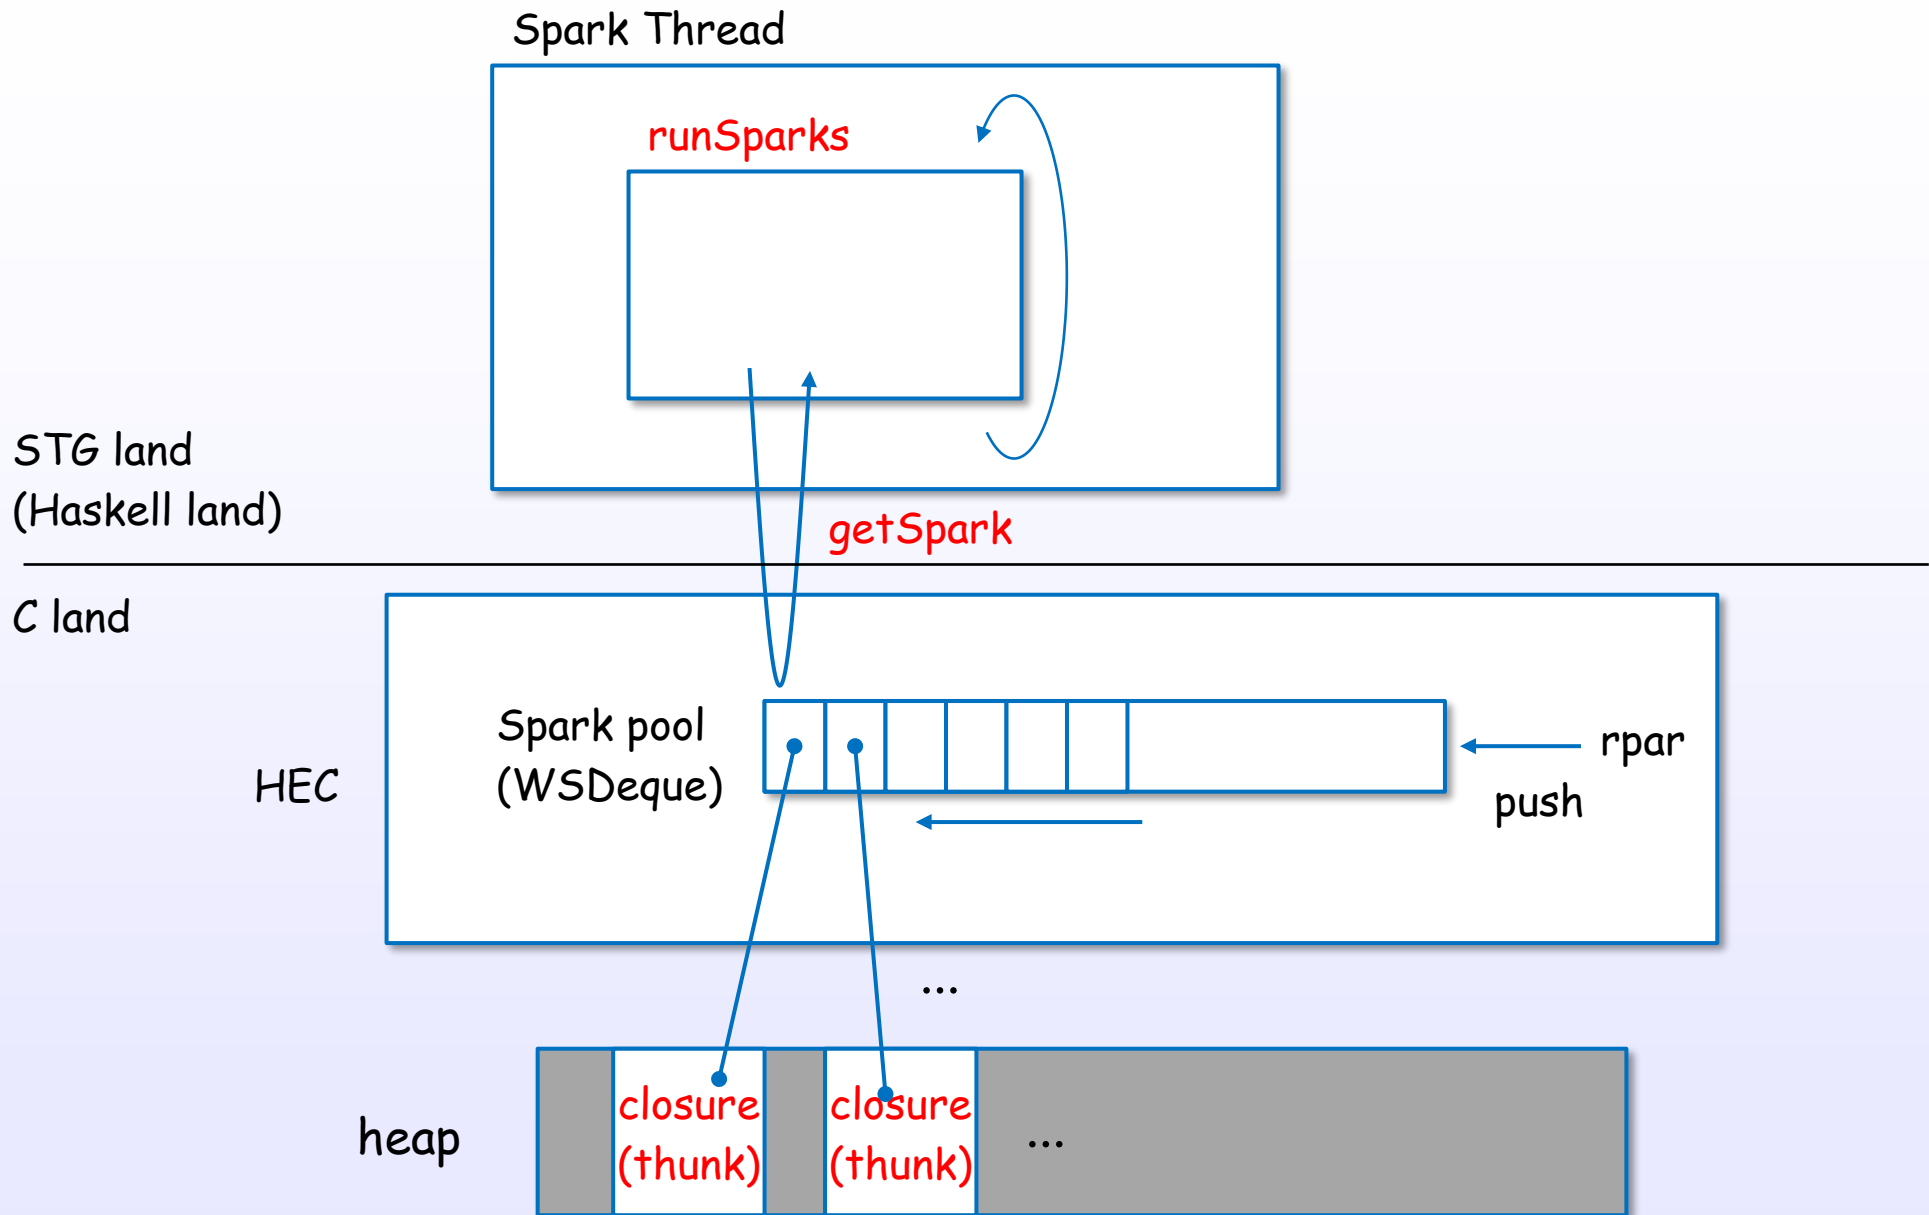 Spark Thread
runSparks
STG land
(Haskell land)
getSpark
C land
Spark pool
(WSDeque)
rpar
push
HEC
...
heap
closure
(thunk)
closure
(thunk)
...